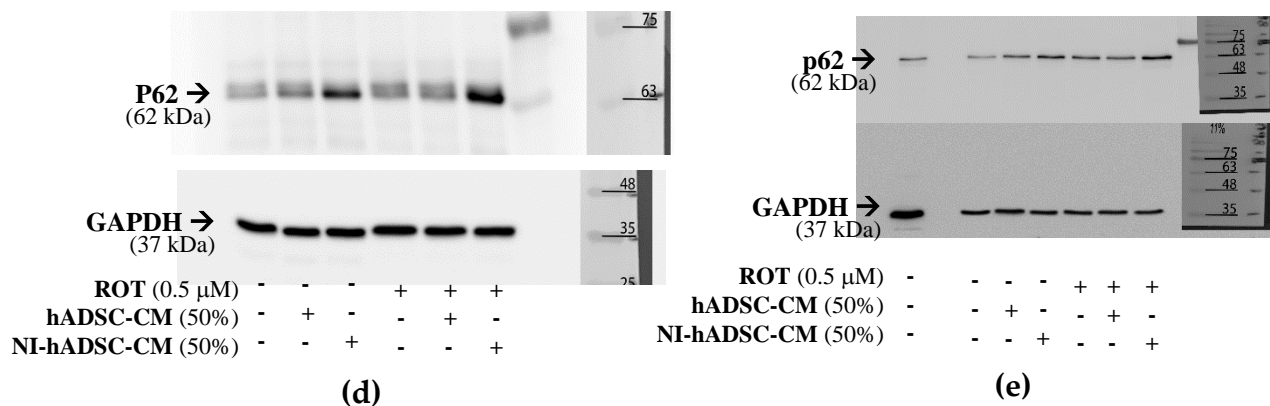 75
P62 →
(62 kDa)
63
48
GAPDH →
(37 kDa)
35
25
ROT (0.5 µM) - - - + + +
hADSC-CM (50%) - + - - + -
NI-hADSC-CM (50%) - - + - - +
(d)
p62 →
(62 kDa)
75
63
48
35
11%
75
63
48
GAPDH →
(37 kDa)
35
ROT (0.5 µM) - - - - + + +
hADSC-CM (50%) - - + - - + -
NI-hADSC-CM (50%) - - - + - - +
(e)